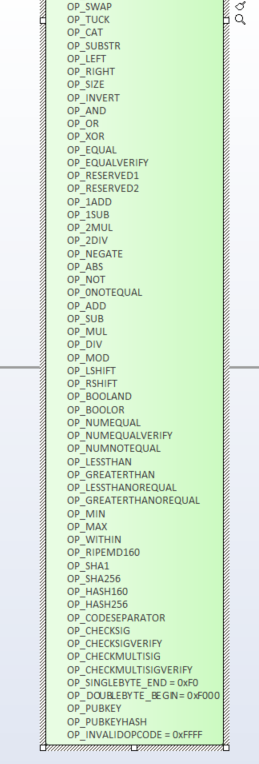 OP_SWAP
OP_TUCK
OP_CAT
OP_SUBSTR
OP_LEFT
OP_RIGHT
OP_SIZE
OP_INVERT
OP_AND
OP_OR
OP_XOR
OP_EQUAL
OP_EQUALVERIFY
OP_RESERVED1
OP_RESERVED2
OP_1ADD
OP_1SUB
OP_2MUL
OP_2DIV
OP_NEGATE
OP_ABS
OP_NOT
OP_0NOTEQUAL
OP_ADD
OP_SUB
OP_MUL
OP_DIV
OP_MOD
OP_LSHIFT
OP_RSHIFT
OP_BOOLAND
OP_BOOLOR
OP_NUMEQUAL
OP_NUMEQUALVERIFY
OP_NUMNOTEQUAL
OP_LESSTHAN
OP_GREATERTHAN
OP_LESSTHANOREQUAL
OP_GREATERTHANOREQUAL
OP_MIN
OP_MAX
OP_WITHIN
OP_RIPEMD160
OP_SHA1
OP_SHA256
OP_HASH160
OP_HASH256
OP_CODESEPARATOR
OP_CHECKSIG
OP_CHECKSIGVERIFY
OP_CHECKMULTISIG
OP_CHECKMULTISIGVERIFY
OP_SINGLEBYTE_END = 0xF0
OP_DOUBLEBYTE_BEGIN= 0xF000
OP_PUBKEY
OP_PUBKEYHASH
OP_INVALIDOPCODE = 0xFFFF